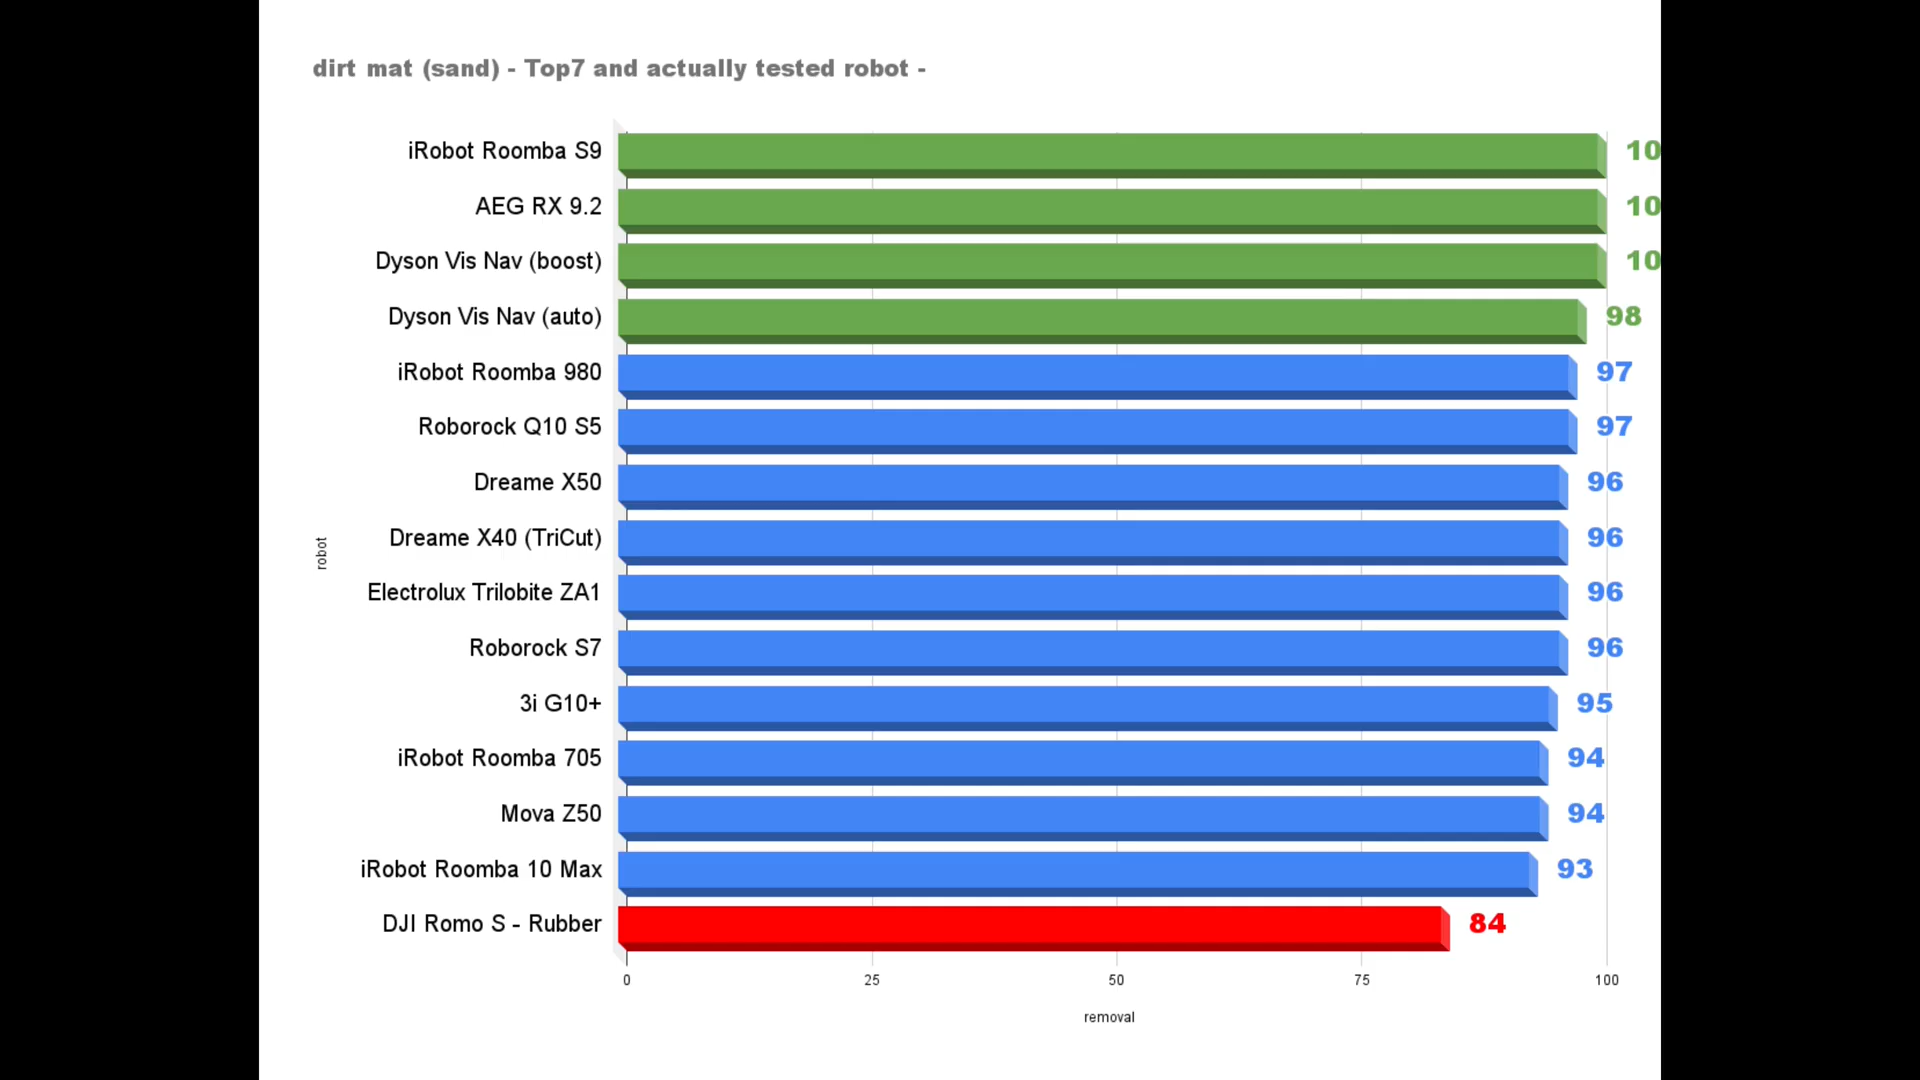 dirt mat (sand) - Top7 and actually tested robot -
iRobot Roomba S9 10
AEG RX 9.2 10
Dyson Vis Nav (boost) 10
Dyson Vis Nav (auto) 98
iRobot Roomba 980 97
Roborock Q10 S5 97
Dreame X50 96
Dreame X40 (TriCut) 96
Electrolux Trilobite ZA1 96
Roborock S7 96
3i G10+ 95
iRobot Roomba 705 94
Mova Z50 94
iRobot Roomba 10 Max 93
DJI Romo S - Rubber 84
robot
0 25 50 75 100
removal